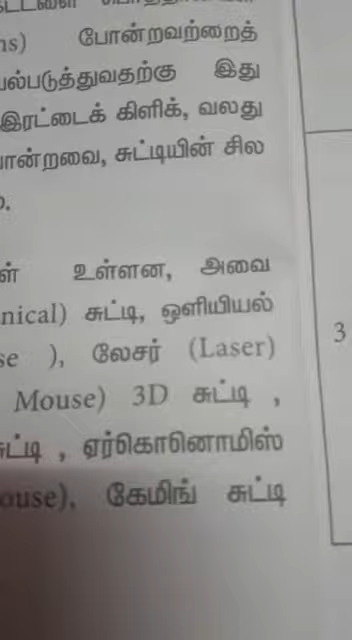 ns) போன்றவற்றைத்
யல்படுத்துவதற்கு இது
இரட்டைக் கிளிக், வலது
ான்றவை, சுட்டியின் சில
ள் உள்ளன, அவை
nical) சுட்டி, ஒளியியல்
se ), லேசர் (Laser)
3
Mouse) 3D சுட்டி ,
சுட்டி , ஏர்கொனொமிஸ்
ouse), கேமிங் சுட்டி